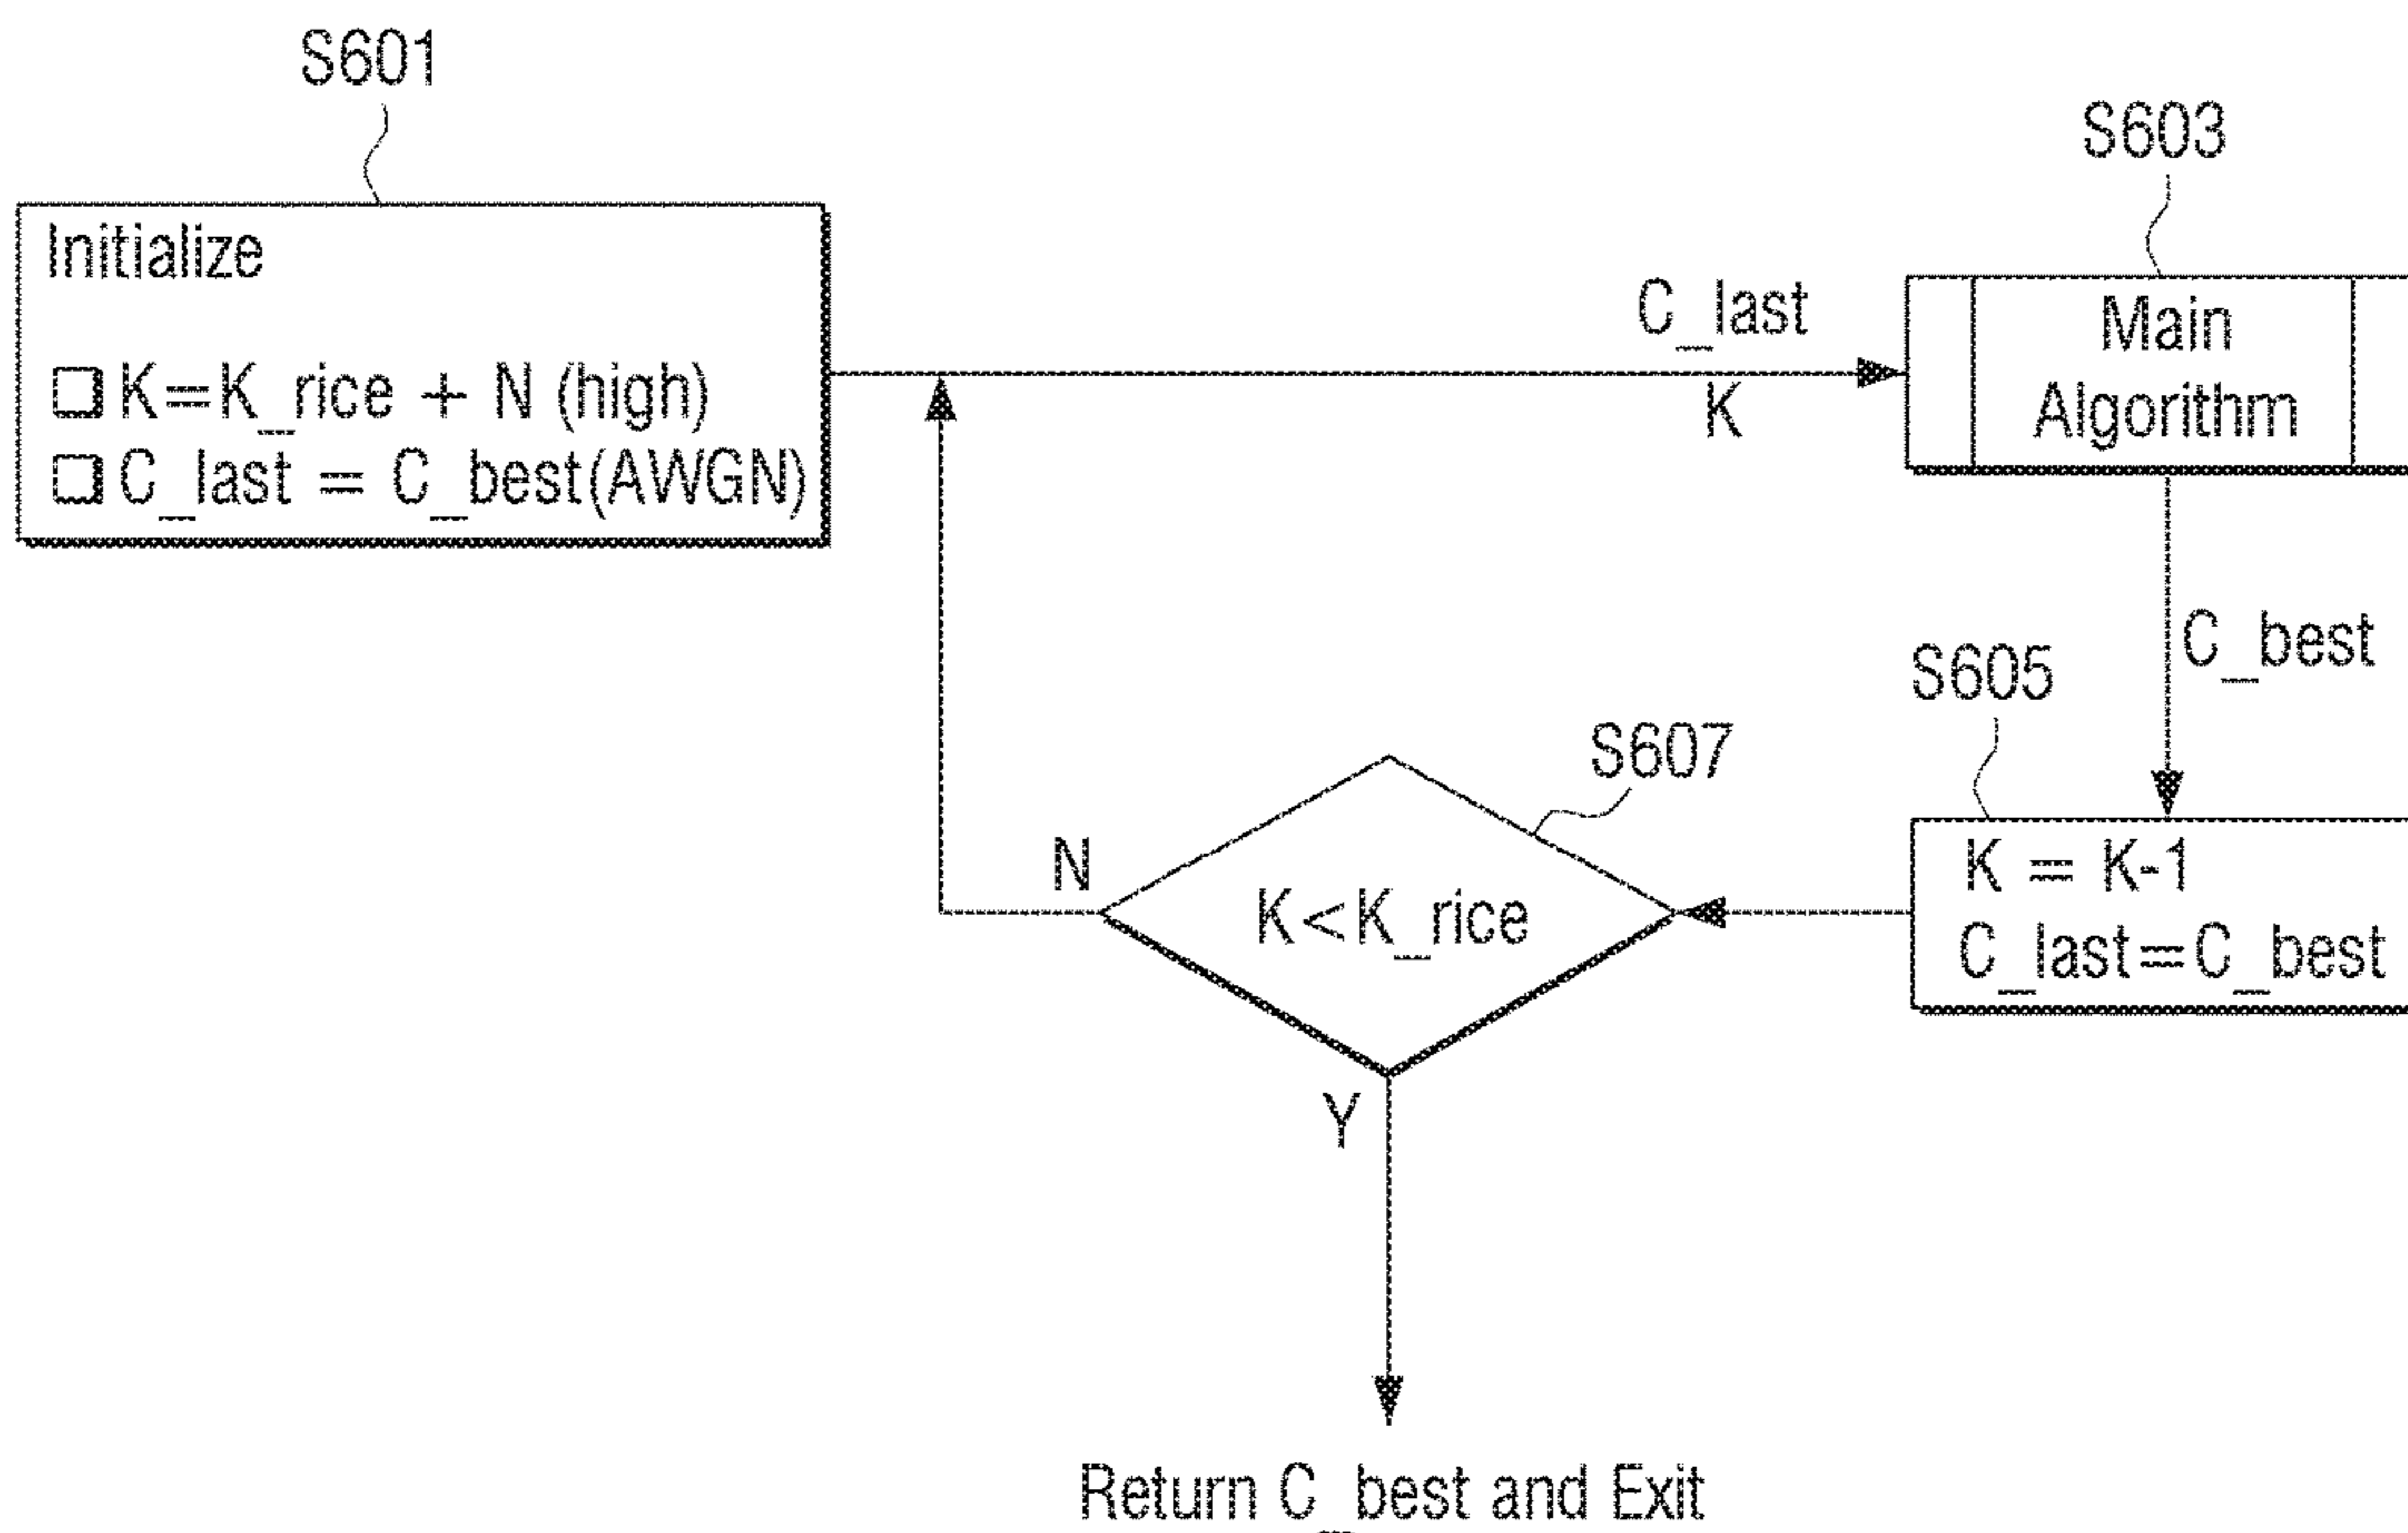 S601
Initialize
K=K_rice + N (high)
C_last = C_best(AWGN)
C_last
K
S603
Main
Algorithm
C_best
S605
K = K-1
C_last=C_best
S607
K<K_rice
N
Y
Return C_best and Exit